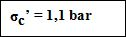 σc’ = 1,1 bar